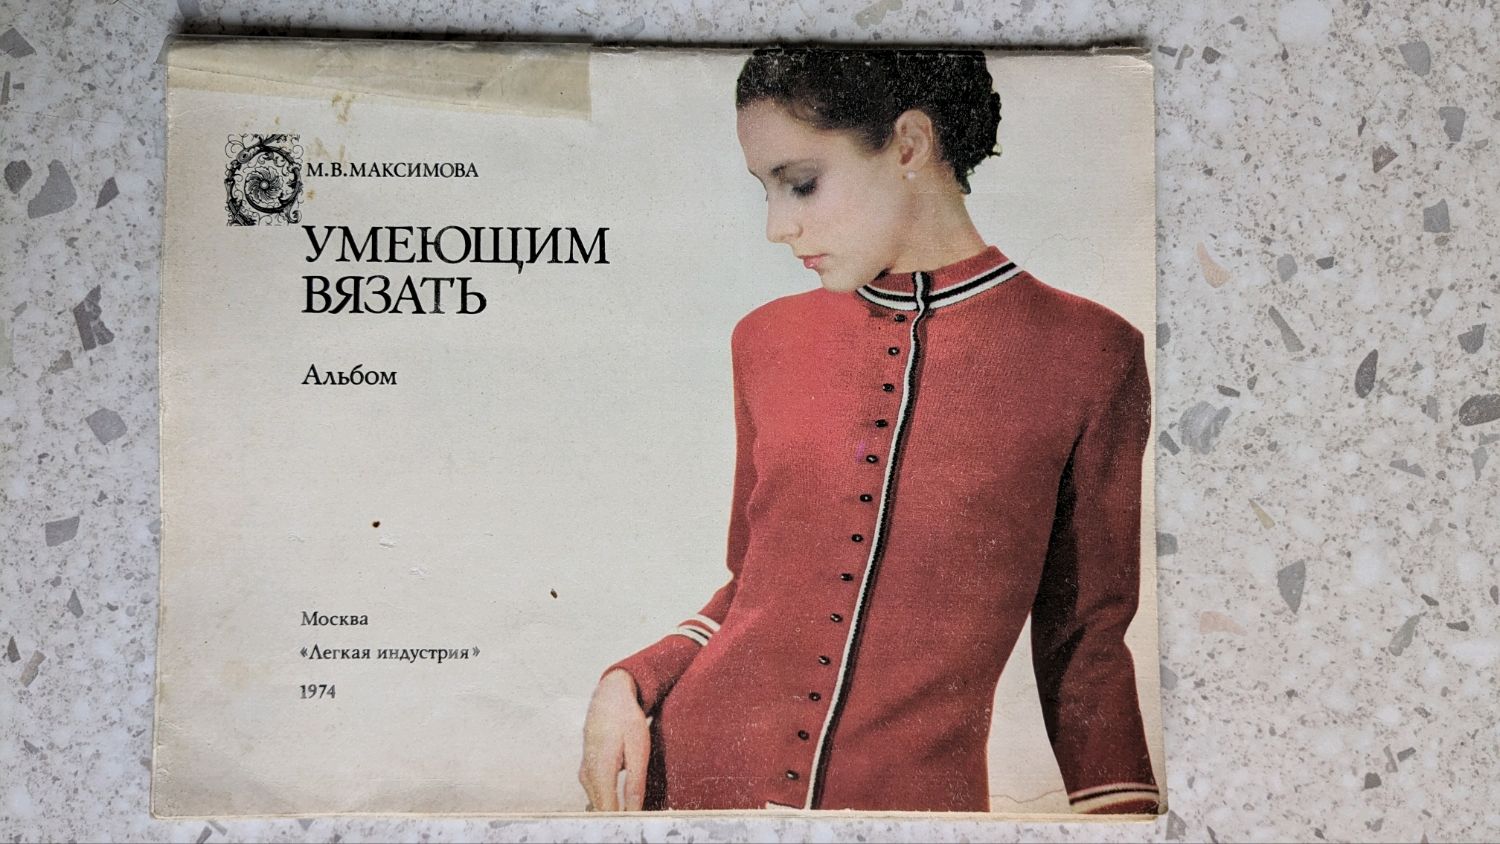 М.В.МАКСИМОВА
УМЕЮЩИМ
ВЯЗАТЬ
Альбом
Москва
«Легкая индустрия»
1974